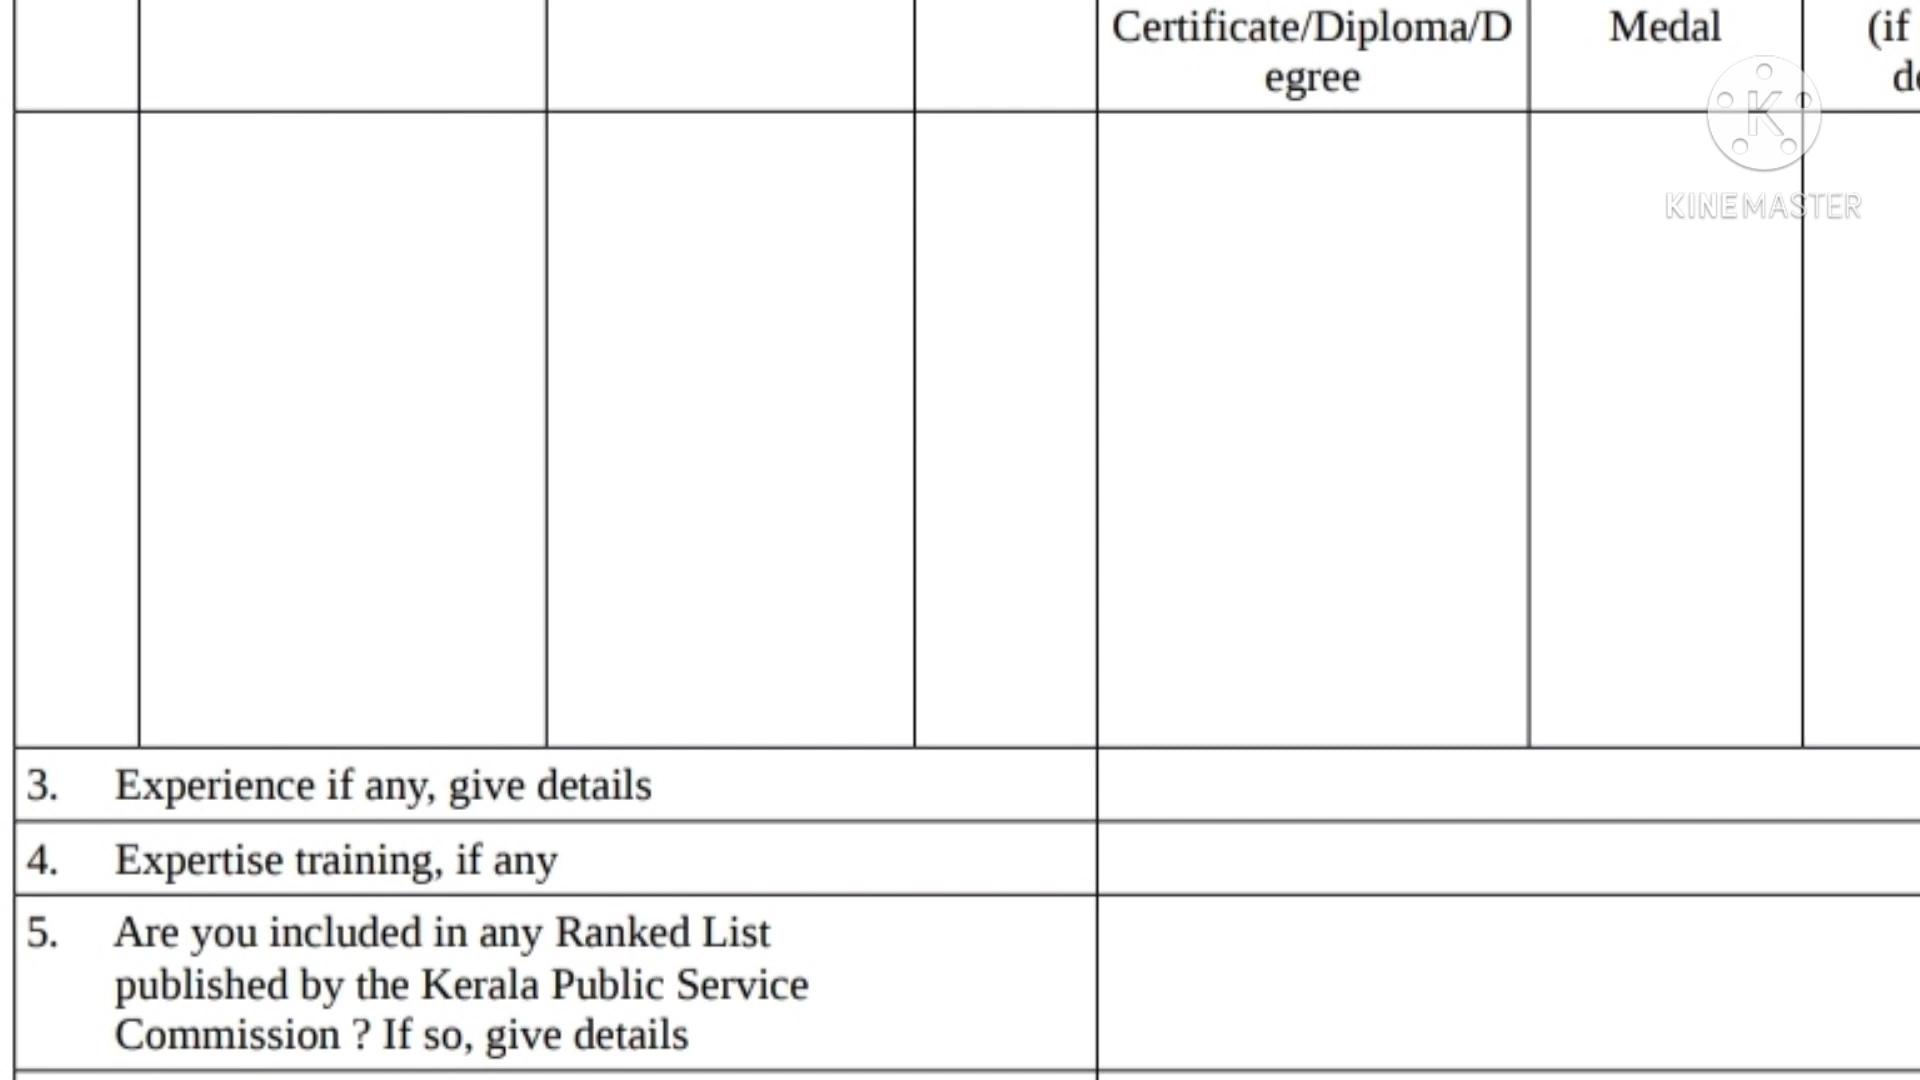 Certificate/Diploma/D
egree
Medal
(if
3. Experience if any, give details
4. Expertise training, if any
5. Are you included in any Ranked List
published by the Kerala Public Service
Commission ? If so, give details
KINEMASTER